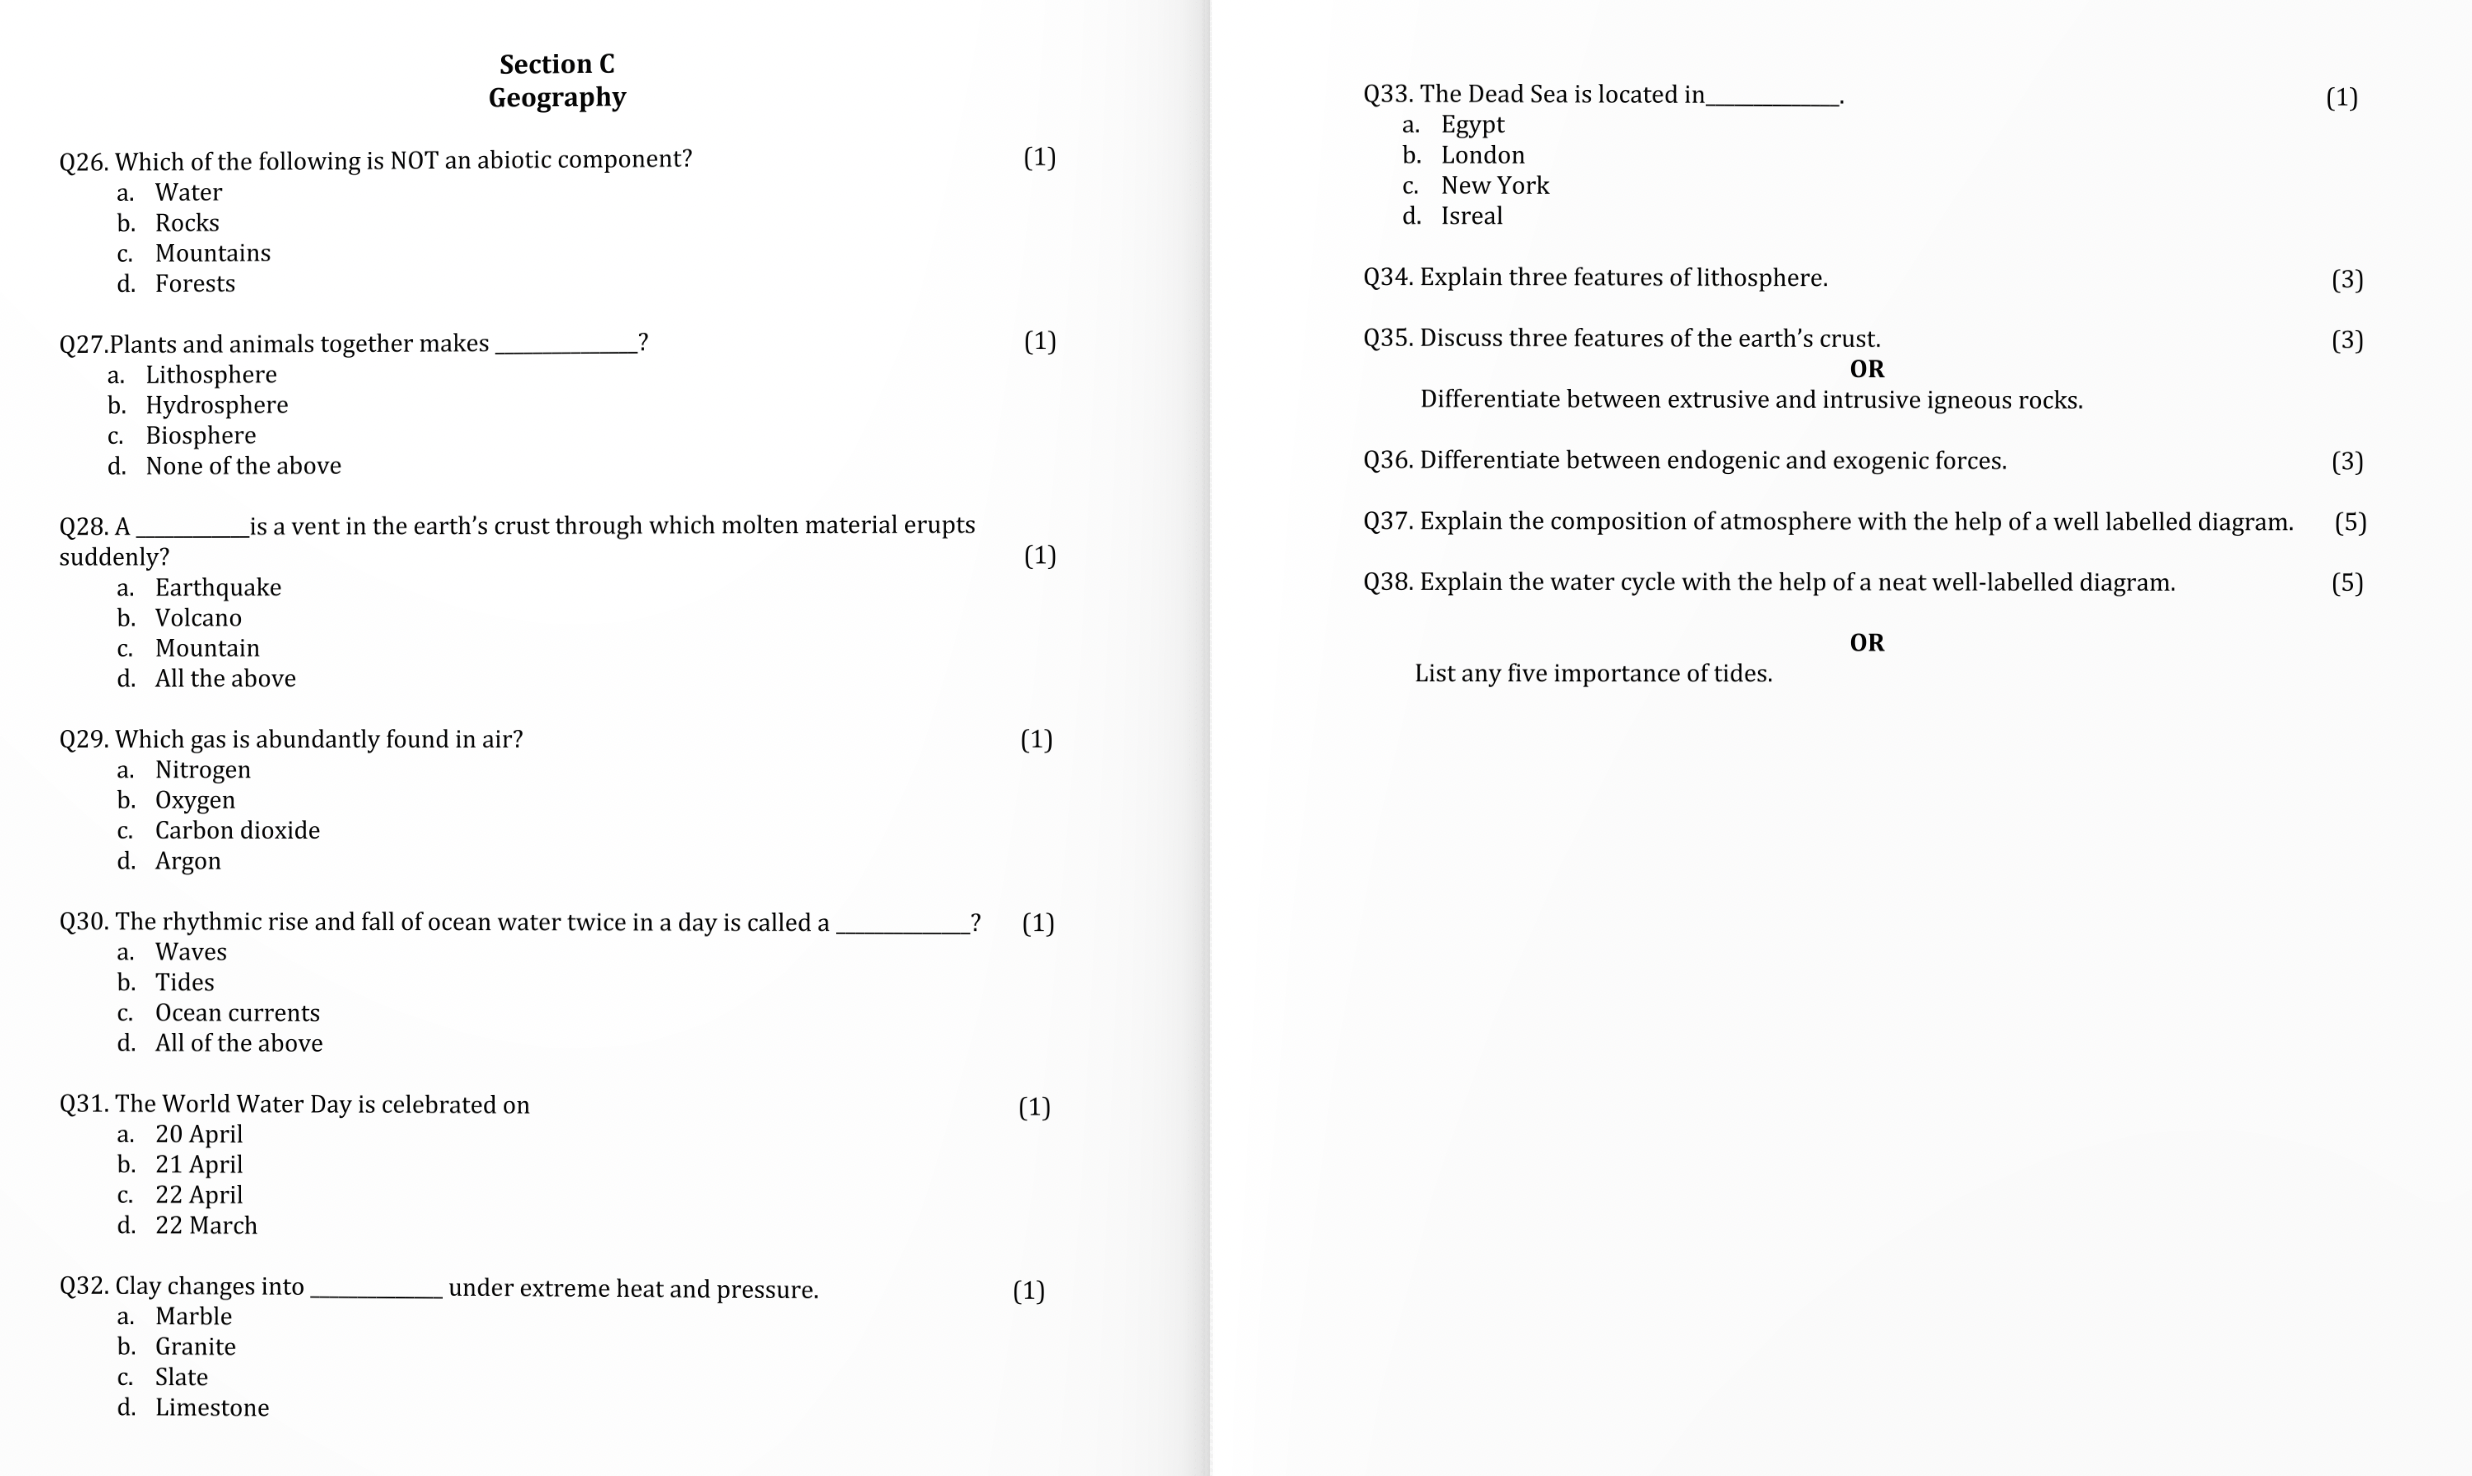 Section C
Geography
Q26. Which of the following is NOT an abiotic component? (1)
a. Water
b. Rocks
c. Mountains
d. Forests
Q27.Plants and animals together makes ____________? (1)
a. Lithosphere
b. Hydrosphere
c. Biosphere
d. None of the above
Q28. A __________is a vent in the earth's crust through which molten material erupts
suddenly? (1)
a. Earthquake
b. Volcano
c. Mountain
d. All the above
Q29. Which gas is abundantly found in air? (1)
a. Nitrogen
b. Oxygen
c. Carbon dioxide
d. Argon
Q30. The rhythmic rise and fall of ocean water twice in a day is called a ____________? (1)
a. Waves
b. Tides
c. Ocean currents
d. All of the above
Q31. The World Water Day is celebrated on (1)
a. 20 April
b. 21 April
c. 22 April
d. 22 March
Q32. Clay changes into ____________ under extreme heat and pressure. (1)
a. Marble
b. Granite
c. Slate
d. Limestone
Q33. The Dead Sea is located in____________. (1)
a. Egypt
b. London
c. New York
d. Isreal
Q34. Explain three features of lithosphere. (3)
Q35. Discuss three features of the earth's crust. (3)
OR
Differentiate between extrusive and intrusive igneous rocks.
Q36. Differentiate between endogenic and exogenic forces. (3)
Q37. Explain the composition of atmosphere with the help of a well labelled diagram. (5)
Q38. Explain the water cycle with the help of a neat well-labelled diagram. (5)
OR
List any five importance of tides.